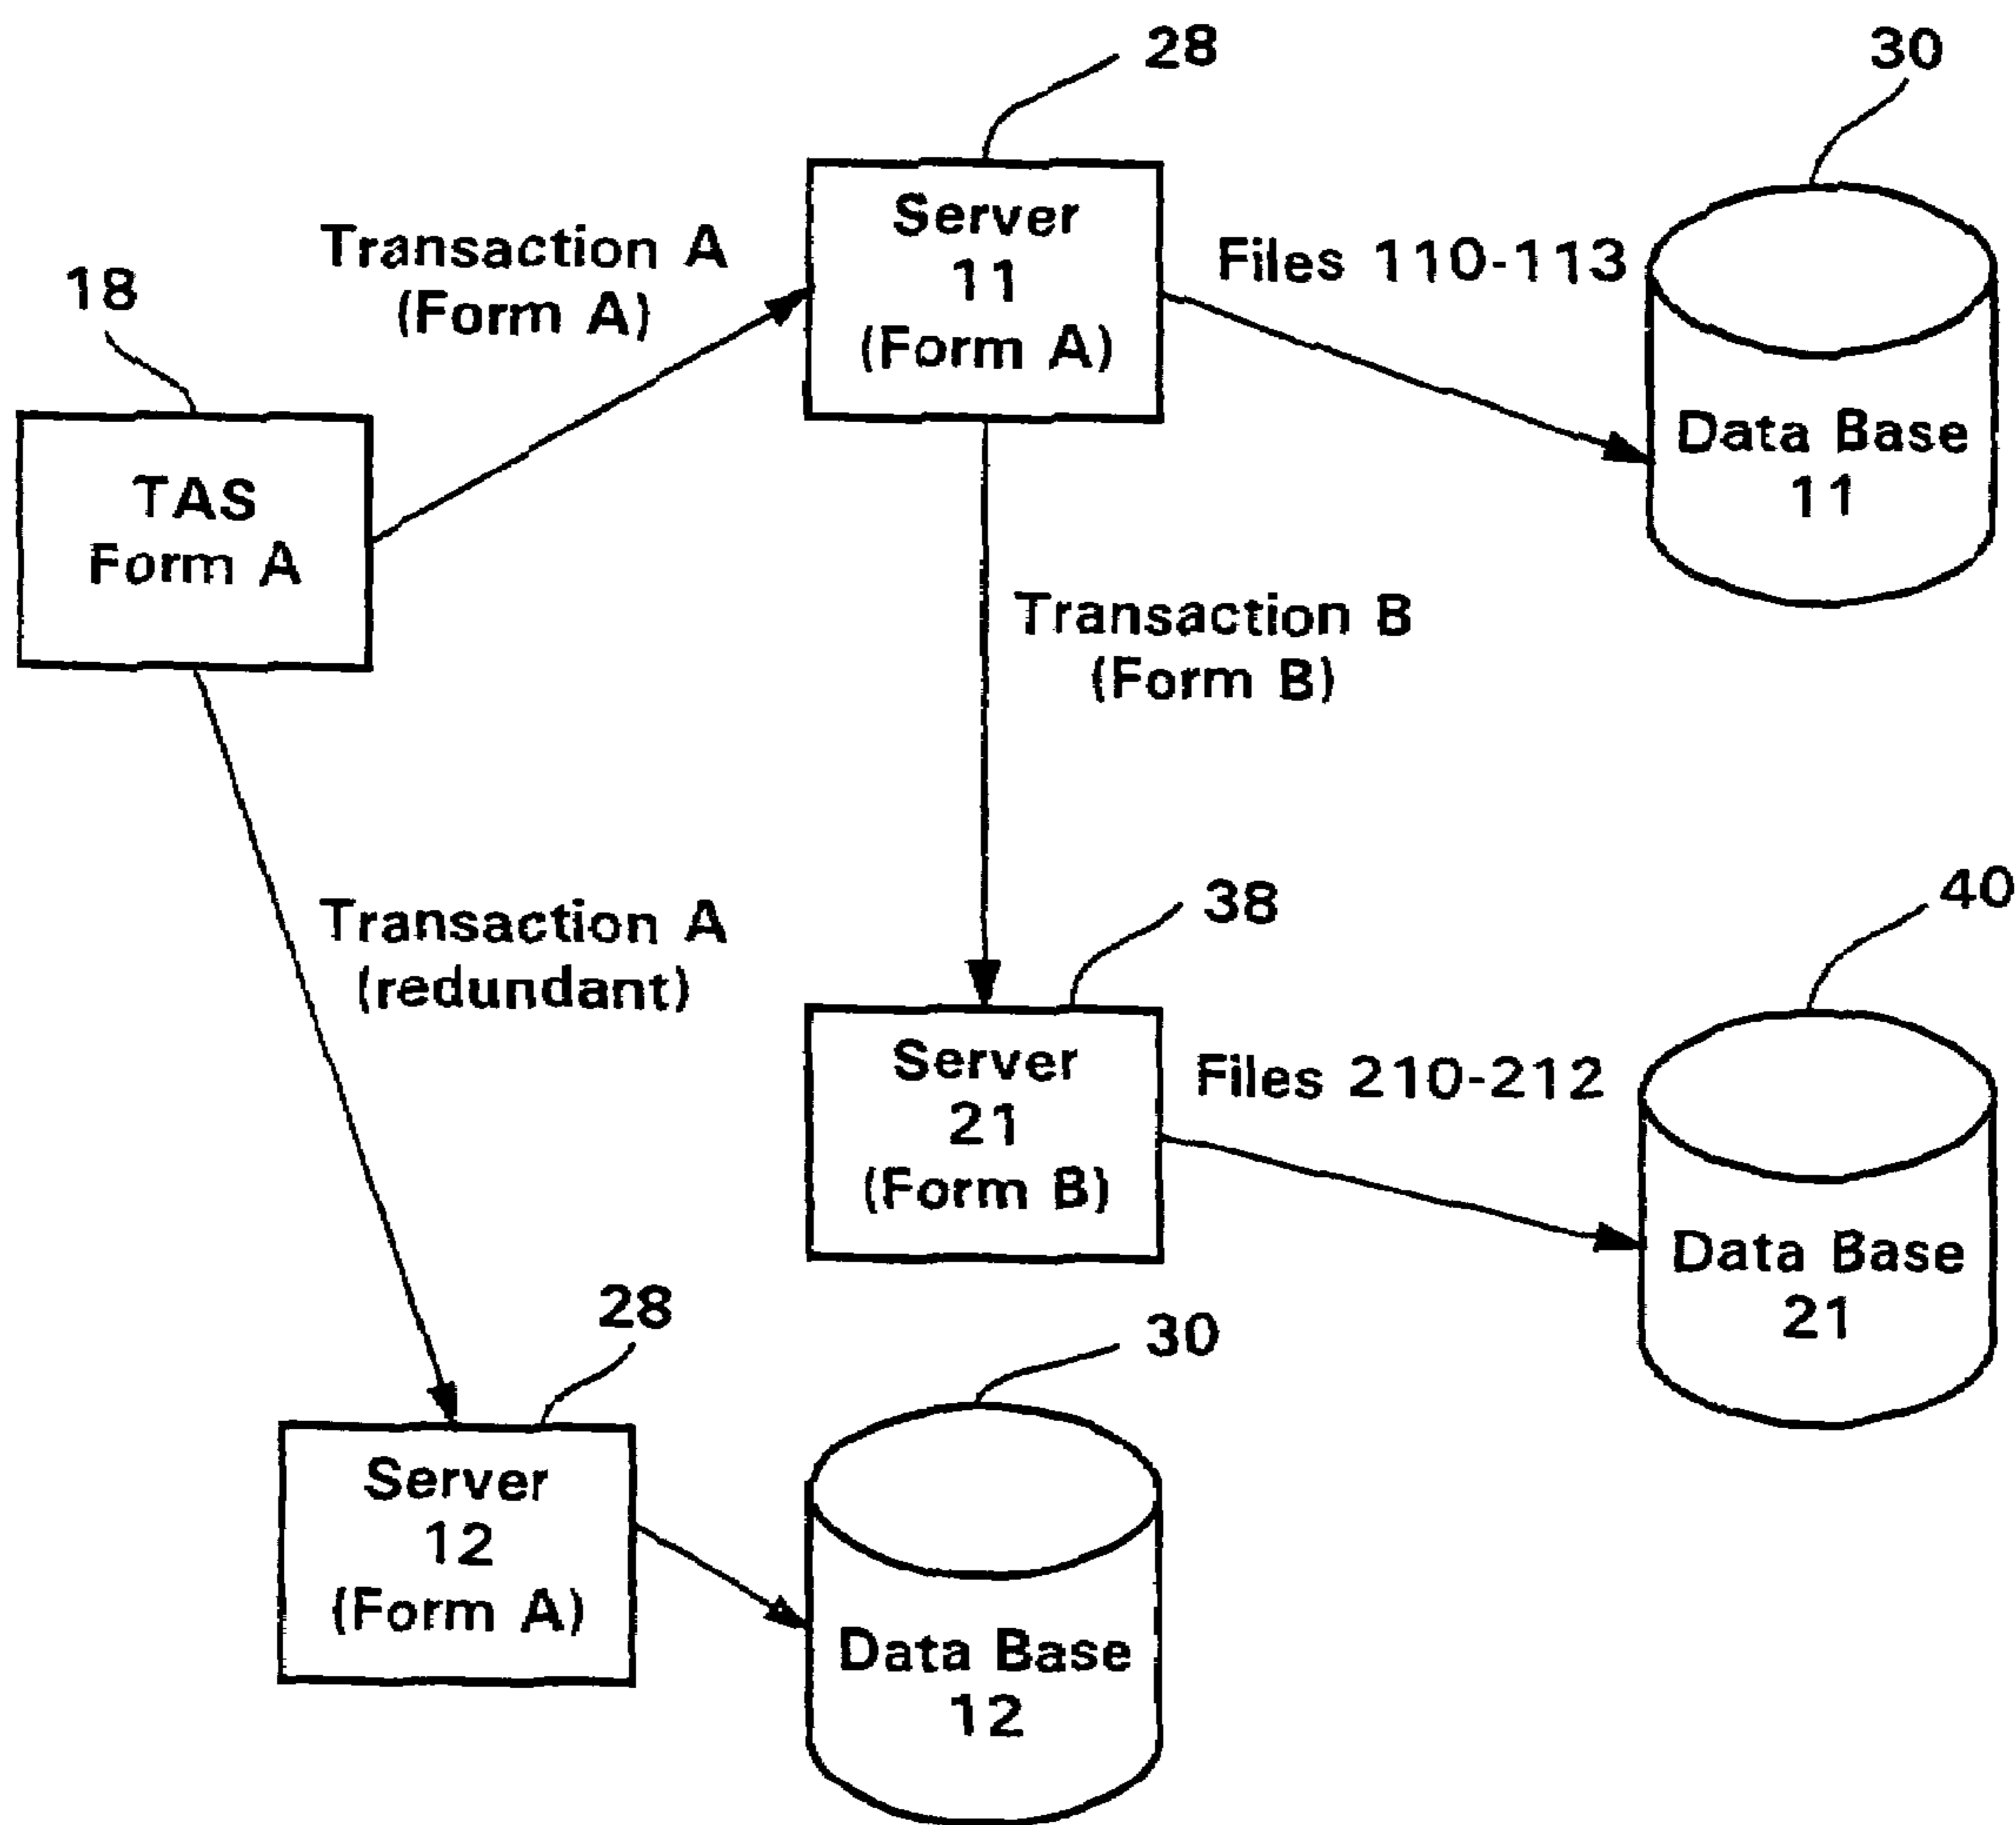 28
30
Server
11
(Form A)
Transaction A
(Form A)
Files 110-113
18
Data Base
11
TAS
Form A
Transaction B
(Form B)
38
40
Transaction A
(redundant)
Server
21
(Form B)
Files 210-212
Data Base
21
28
30
Server
12
(Form A)
Data Base
12